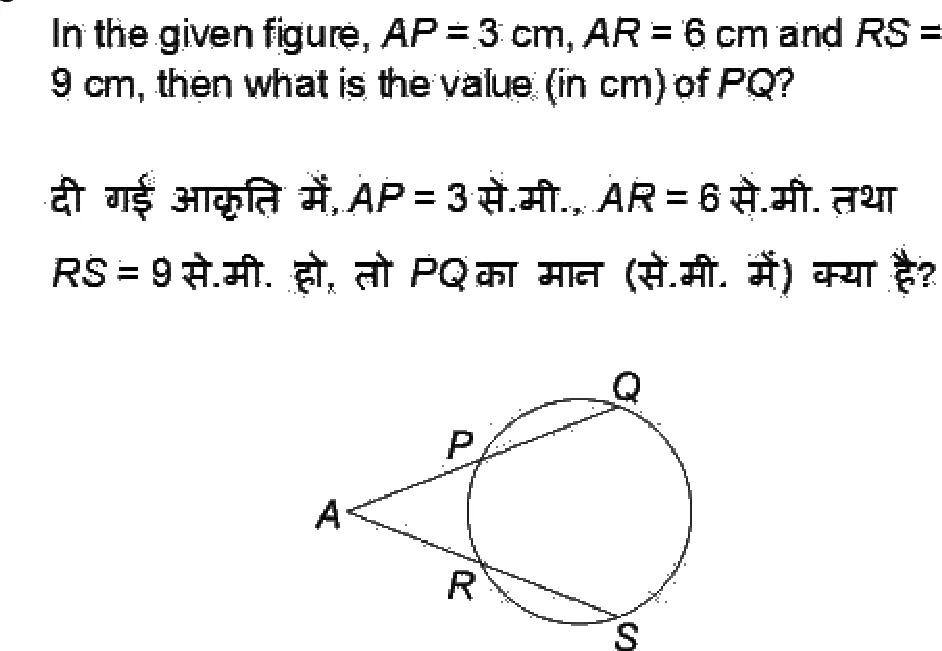 In the given figure, AP = 3 cm, AR = 6 cm and RS =
9 cm, then what is the value (in cm) of PQ?
दी गई आकृति में, AP = 3 से.मी., AR = 6 से.मी. तथा
RS = 9 से.मी. हो, तो PQ का मान (से.मी. में) क्या है?
Q
P
A
R
S